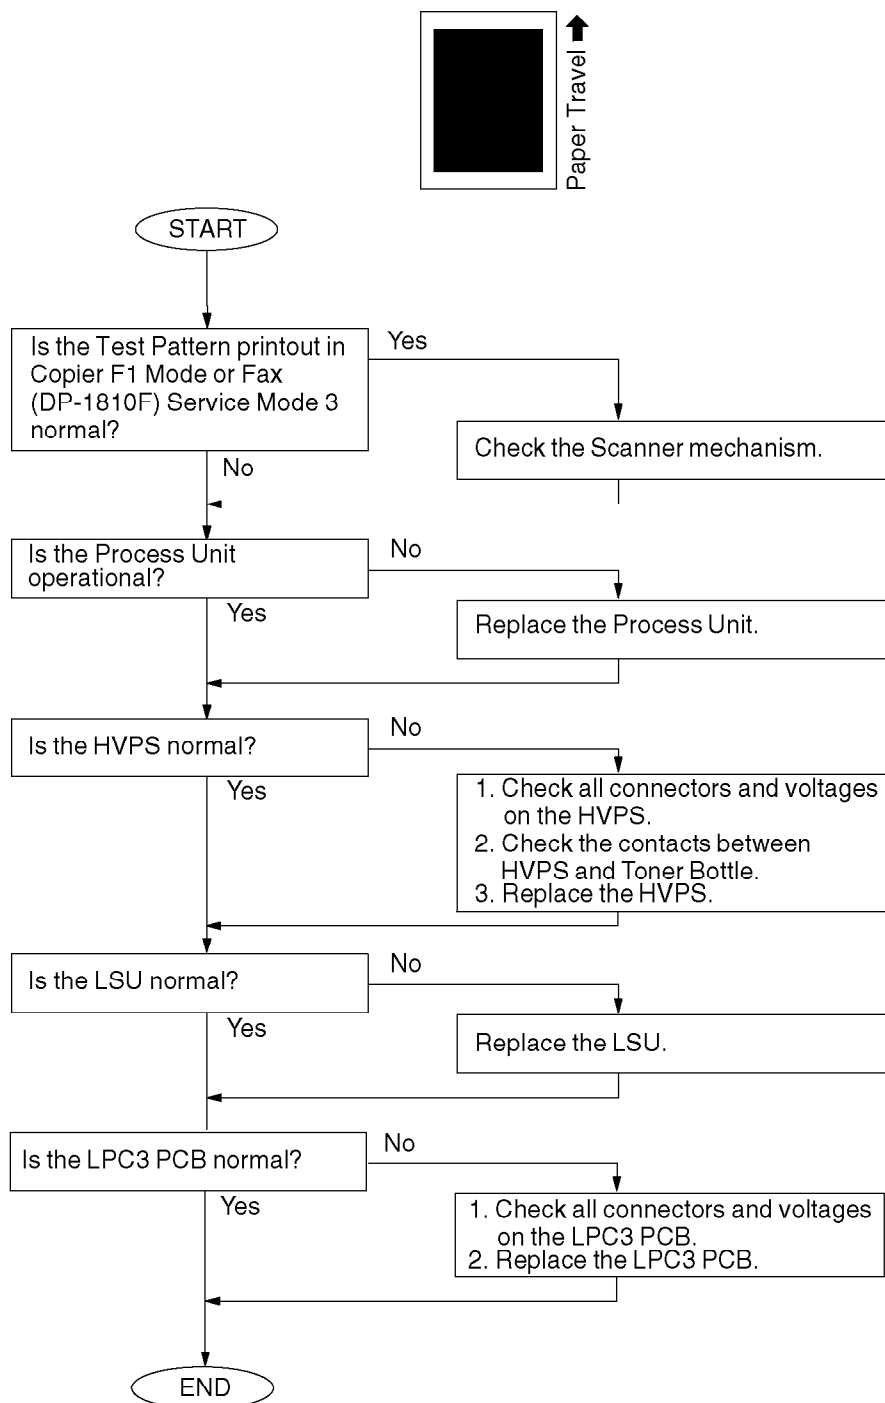 Paper Travel
START
Is the Test Pattern printout in
Copier F1 Mode or Fax
(DP-1810F) Service Mode 3
normal?
Yes
Check the Scanner mechanism.
No
Is the Process Unit
operational?
No
Replace the Process Unit.
Yes
Is the HVPS normal?
No
1. Check all connectors and voltages
on the HVPS.
2. Check the contacts between
HVPS and Toner Bottle.
3. Replace the HVPS.
Yes
Is the LSU normal?
No
Replace the LSU.
Yes
Is the LPC3 PCB normal?
No
1. Check all connectors and voltages
on the LPC3 PCB.
2. Replace the LPC3 PCB.
Yes
END